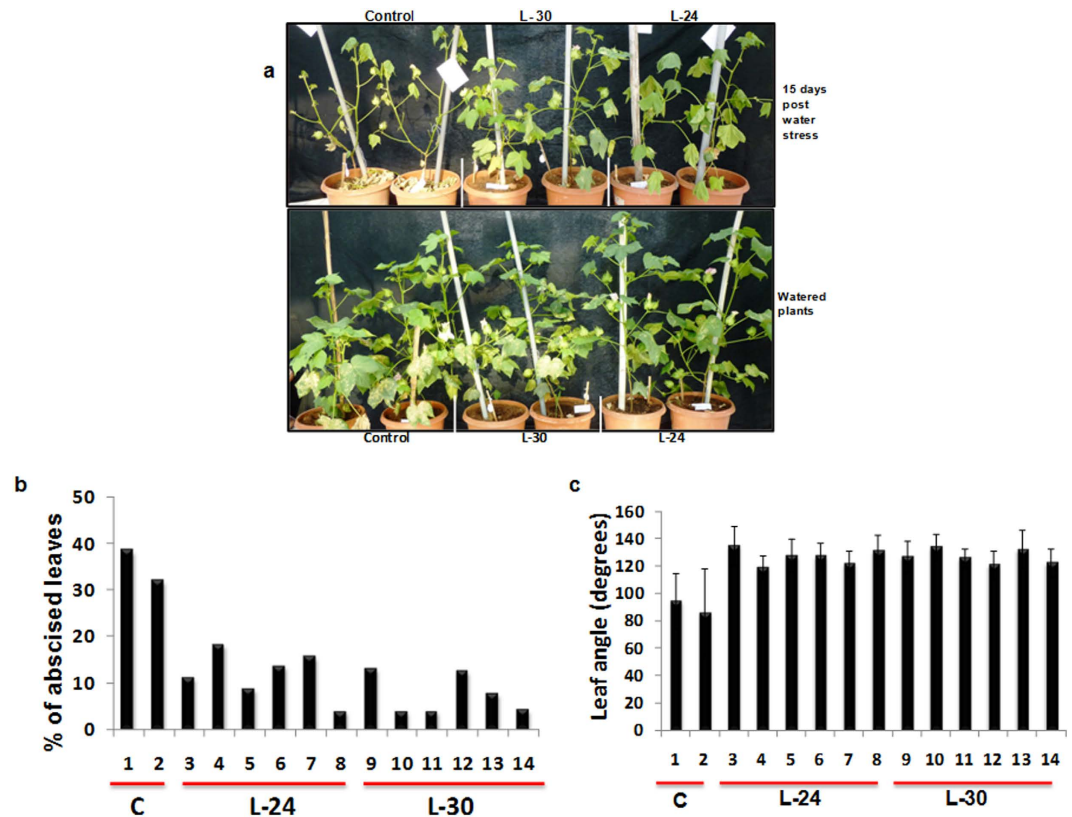 Control L-30 L-24
a
15 days
post
water
stress
Watered
plants
Control L-30 L-24
b
% of abscised leaves
50
40
30
20
10
0
1 2 3 4 5 6 7 8 9 10 11 12 13 14
C L-24 L-30
c
Leaf angle (degrees)
160
140
120
100
80
60
40
20
0
1 2 3 4 5 6 7 8 9 10 11 12 13 14
C L-24 L-30